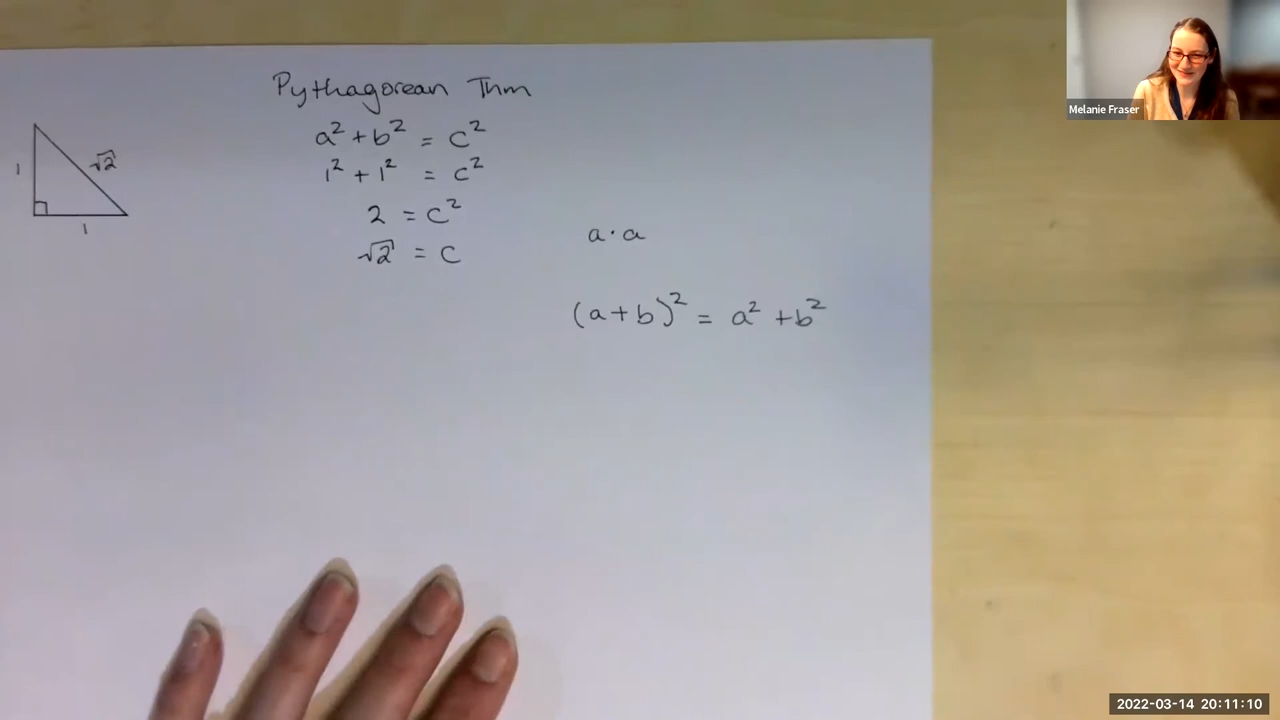 Pythagorean Thm
a² + b² = c²
1² + 1² = c²
2 = c²
√2 = c
1
√2
1
a · a
(a+b)² = a² + b²
Melanie Fraser
2022-03-14 20:11:10